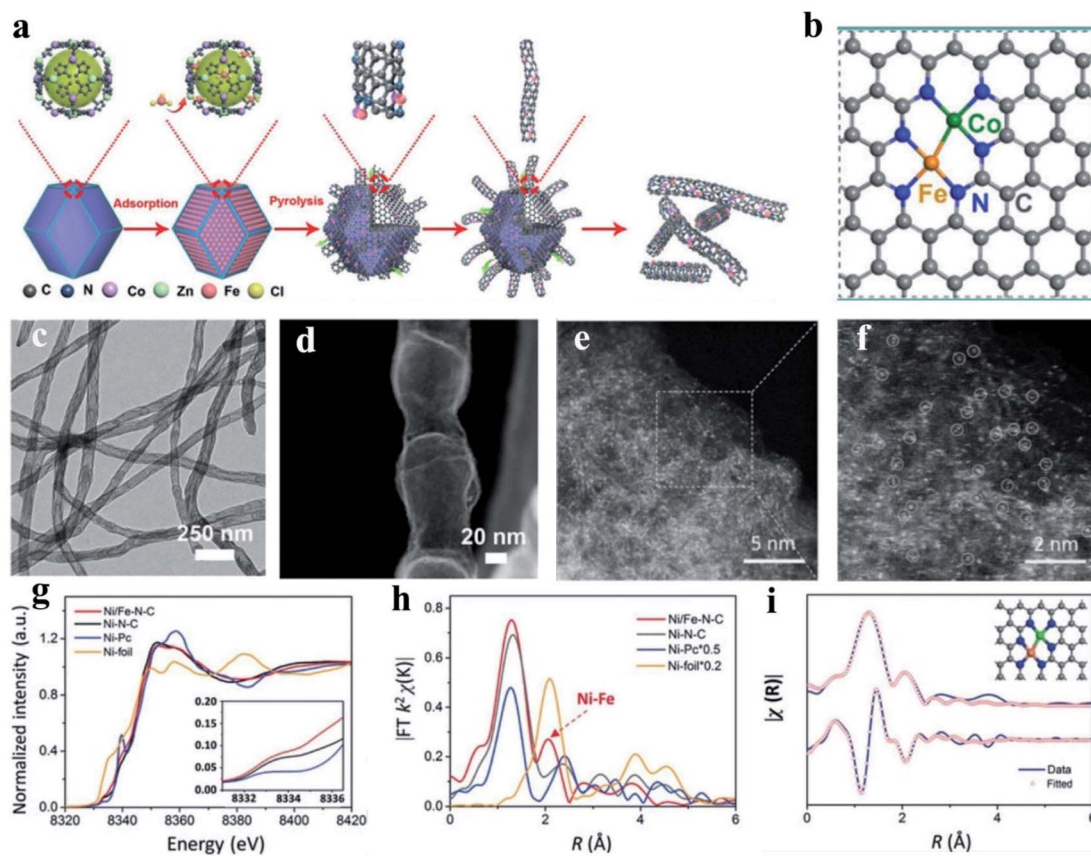 a
Adsorption
Pyrolysis
C N Co Zn Fe Cl
b
Co
Fe
N
C
c
250 nm
d
20 nm
e
5 nm
f
2 nm
g
Normalized intensity (a.u.)
Ni/Fe-N-C
Ni-N-C
Ni-Pc
Ni-foil
1.2
0.8
0.4
0.0
0.20
0.15
0.10
0.05
0.00
8332 8334 8336
8320 8340 8360 8380 8400 8420
Energy (eV)
h
|FT k² χ(K)|
Ni/Fe-N-C
Ni-N-C
Ni-Pc*0.5
Ni-foil*0.2
Ni-Fe
0.8
0.6
0.4
0.2
0.0
0 2 4 6
R (Å)
i
|χ (R)|
Data
Fitted
0 2 4 6
R (Å)